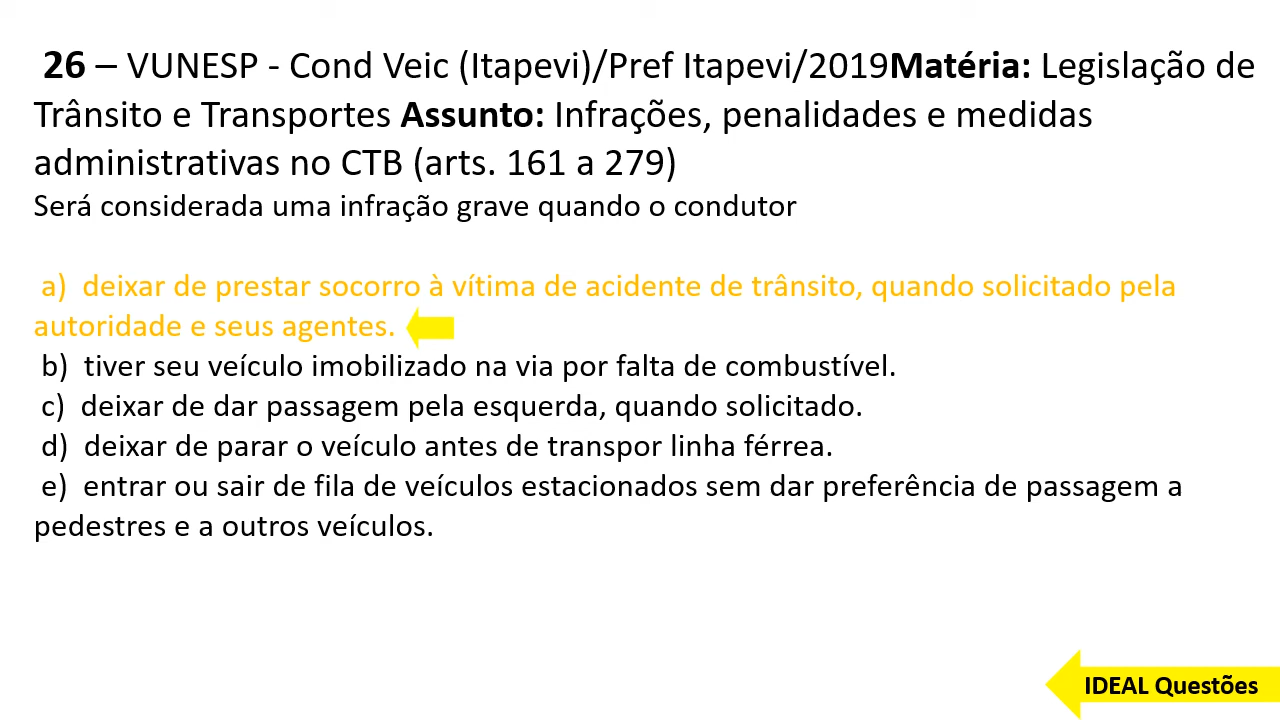 26 – VUNESP - Cond Veic (Itapevi)/Pref Itapevi/2019Matéria: Legislação de
Trânsito e Transportes Assunto: Infrações, penalidades e medidas
administrativas no CTB (arts. 161 a 279)
Será considerada uma infração grave quando o condutor
a) deixar de prestar socorro à vítima de acidente de trânsito, quando solicitado pela
autoridade e seus agentes.
b) tiver seu veículo imobilizado na via por falta de combustível.
c) deixar de dar passagem pela esquerda, quando solicitado.
d) deixar de parar o veículo antes de transpor linha férrea.
e) entrar ou sair de fila de veículos estacionados sem dar preferência de passagem a
pedestres e a outros veículos.
IDEAL Questões